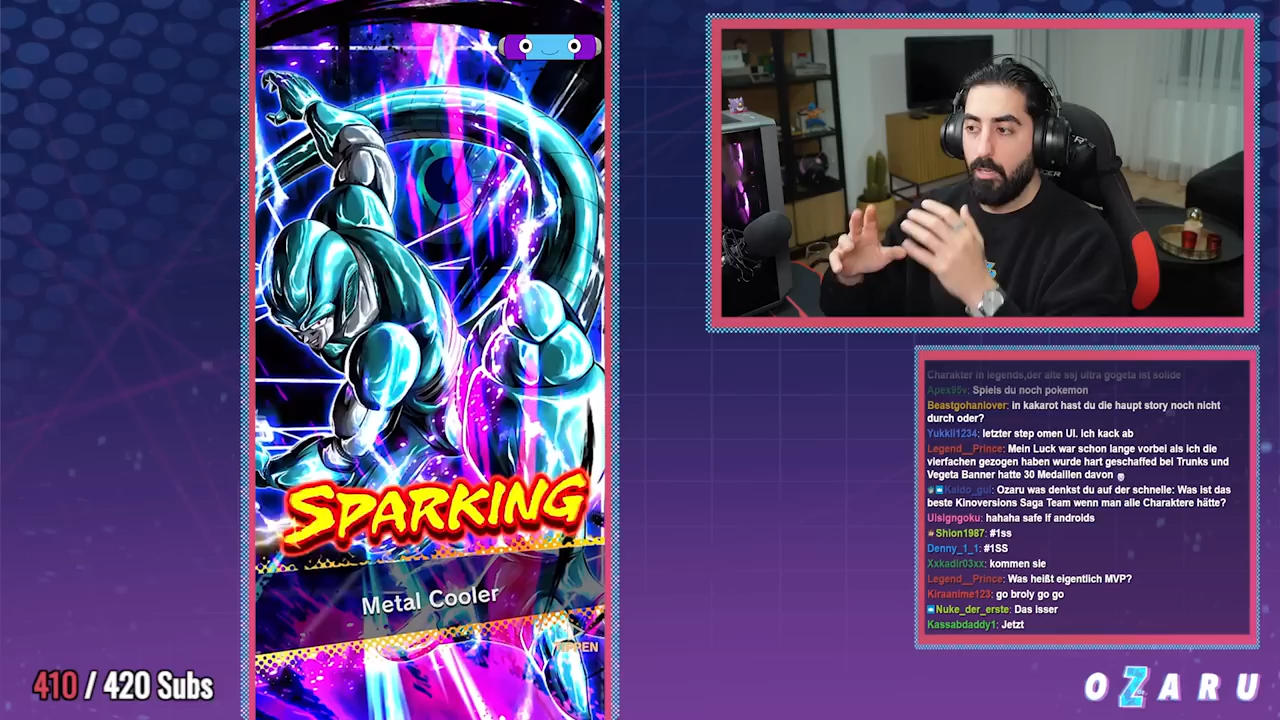 SPARKING
Metal Cooler
TIPPEN
410 / 420 Subs
Charakter in legends,der alte ssj ultra gogeta ist solide
Apex95v: Spiels du noch pokemon
Beastgohanlover: in kakarot hast du die haupt story noch nicht
durch oder?
Yukkli1234: letzter step omen UI. ich kack ab
Legend__Prince: Mein Luck war schon lange vorbei als ich die
vierfachen gezogen haben wurde hart geschaffed bei Trunks und
Vegeta Banner hatte 30 Medaillen davon
Kaido_gui: Ozaru was denkst du auf der schnelle: Was ist das
beste Kinoversions Saga Team wenn man alle Charaktere hätte?
Uisigngoku: hahaha safe lf androids
Shion1987: #1ss
Denny_1_1: #1SS
Xxkadir03xx: kommen sie
Legend__Prince: Was heißt eigentlich MVP?
Kiraanime123: go broly go go
Nuke_der_erste: Das isser
Kassabdaddy1: Jetzt
OZARU